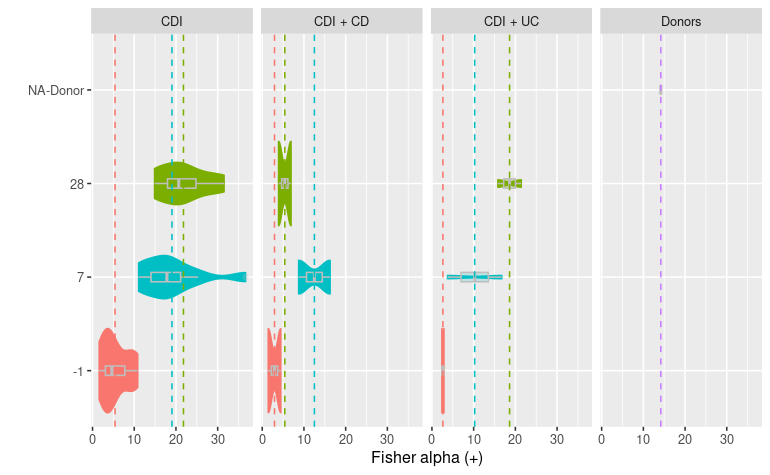 CDI CDI + CD CDI + UC Donors
NA-Donor
28
7
-1
0 10 20 30 0 10 20 30 0 10 20 30 0 10 20 30
Fisher alpha (+)